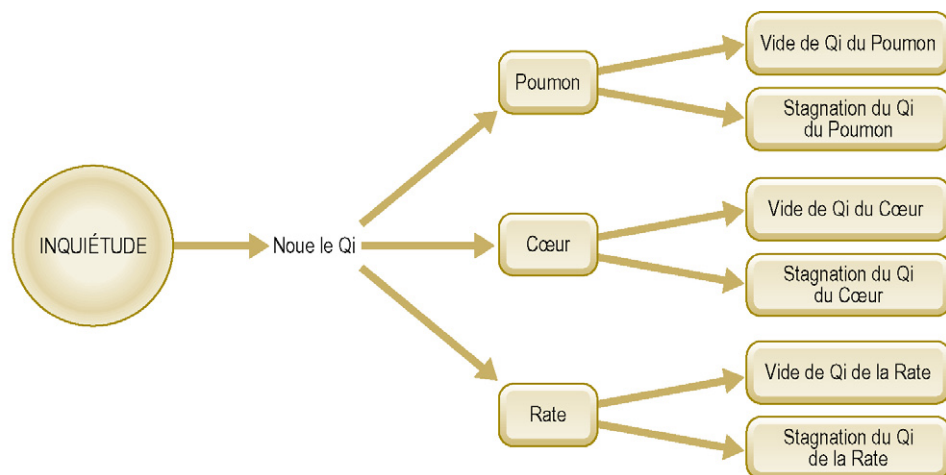 Vide de Qi du Poumon
Poumon
Stagnation du Qi
du Poumon
Vide de Qi du Cœur
INQUIÉTUDE
Noue le Qi
Cœur
Stagnation du Qi
du Cœur
Vide de Qi de la Rate
Rate
Stagnation du Qi
de la Rate